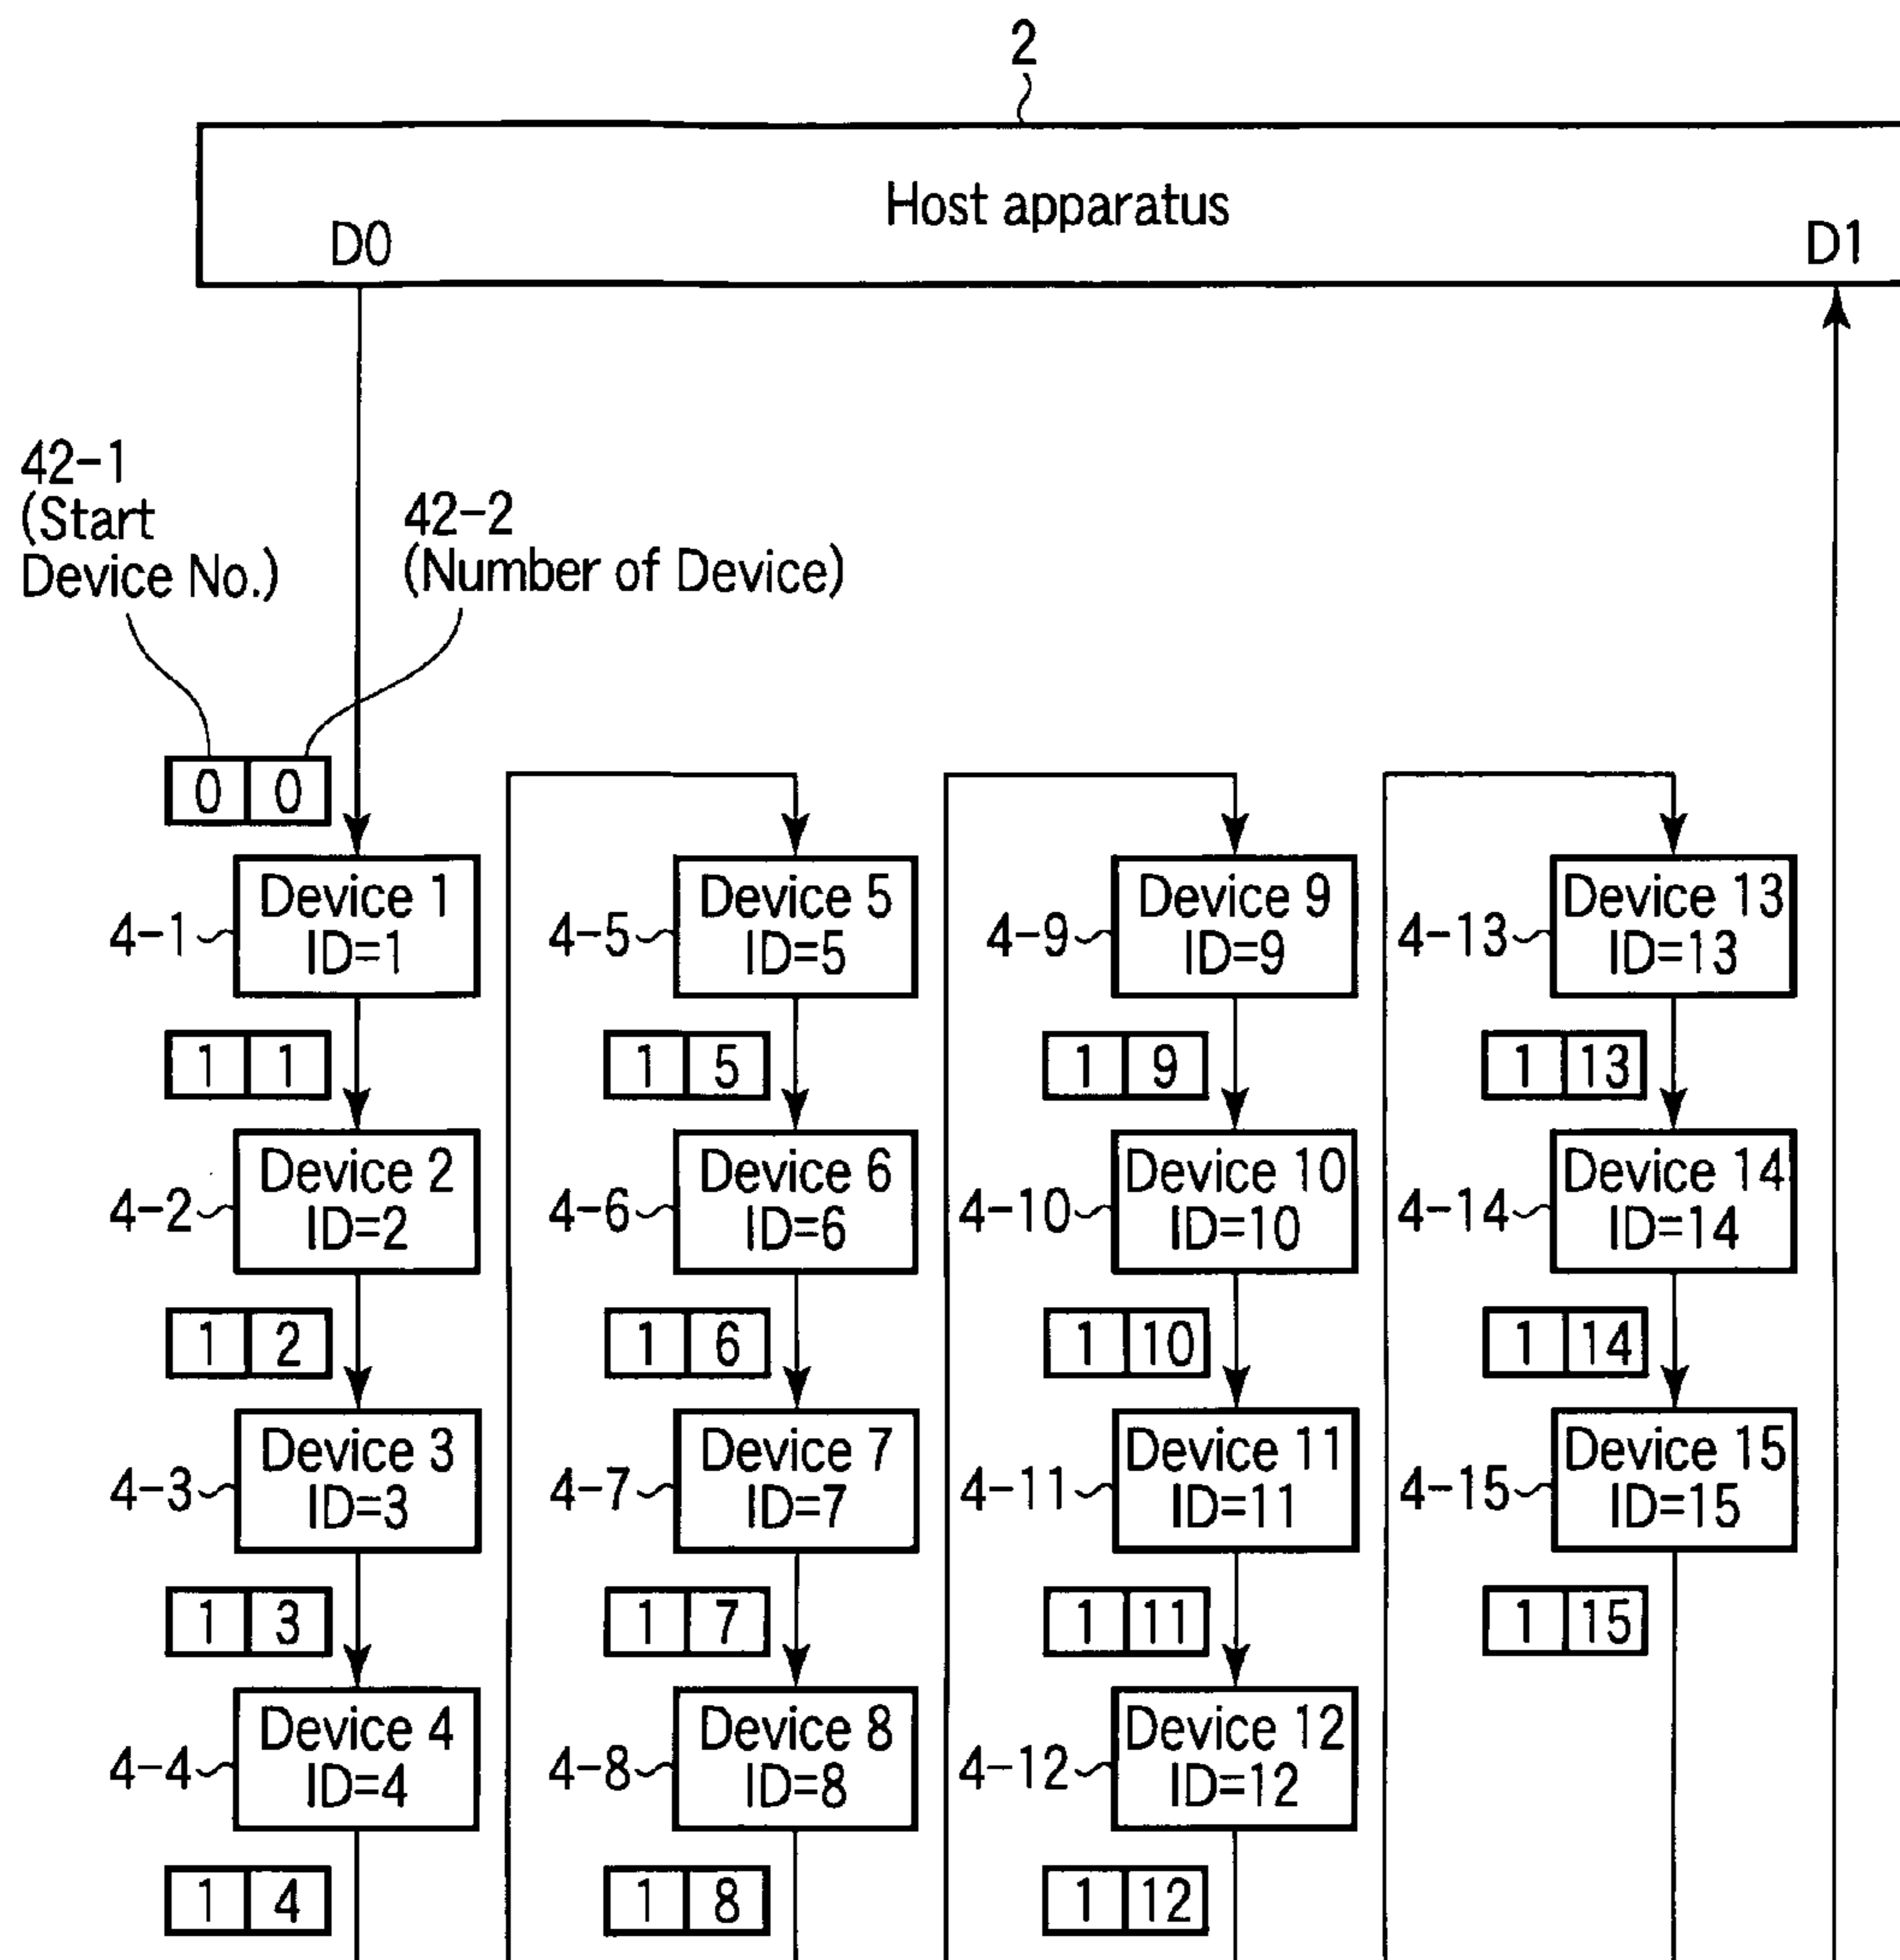 2
Host apparatus
D0
D1
42-1
(Start
Device No.)
42-2
(Number of Device)
0 0
4-1
Device 1
ID=1
1 1
4-2
Device 2
ID=2
1 2
4-3
Device 3
ID=3
1 3
4-4
Device 4
ID=4
1 4
4-5
Device 5
ID=5
1 5
4-6
Device 6
ID=6
1 6
4-7
Device 7
ID=7
1 7
4-8
Device 8
ID=8
1 8
4-9
Device 9
ID=9
1 9
4-10
Device 10
ID=10
1 10
4-11
Device 11
ID=11
1 11
4-12
Device 12
ID=12
1 12
4-13
Device 13
ID=13
1 13
4-14
Device 14
ID=14
1 14
4-15
Device 15
ID=15
1 15